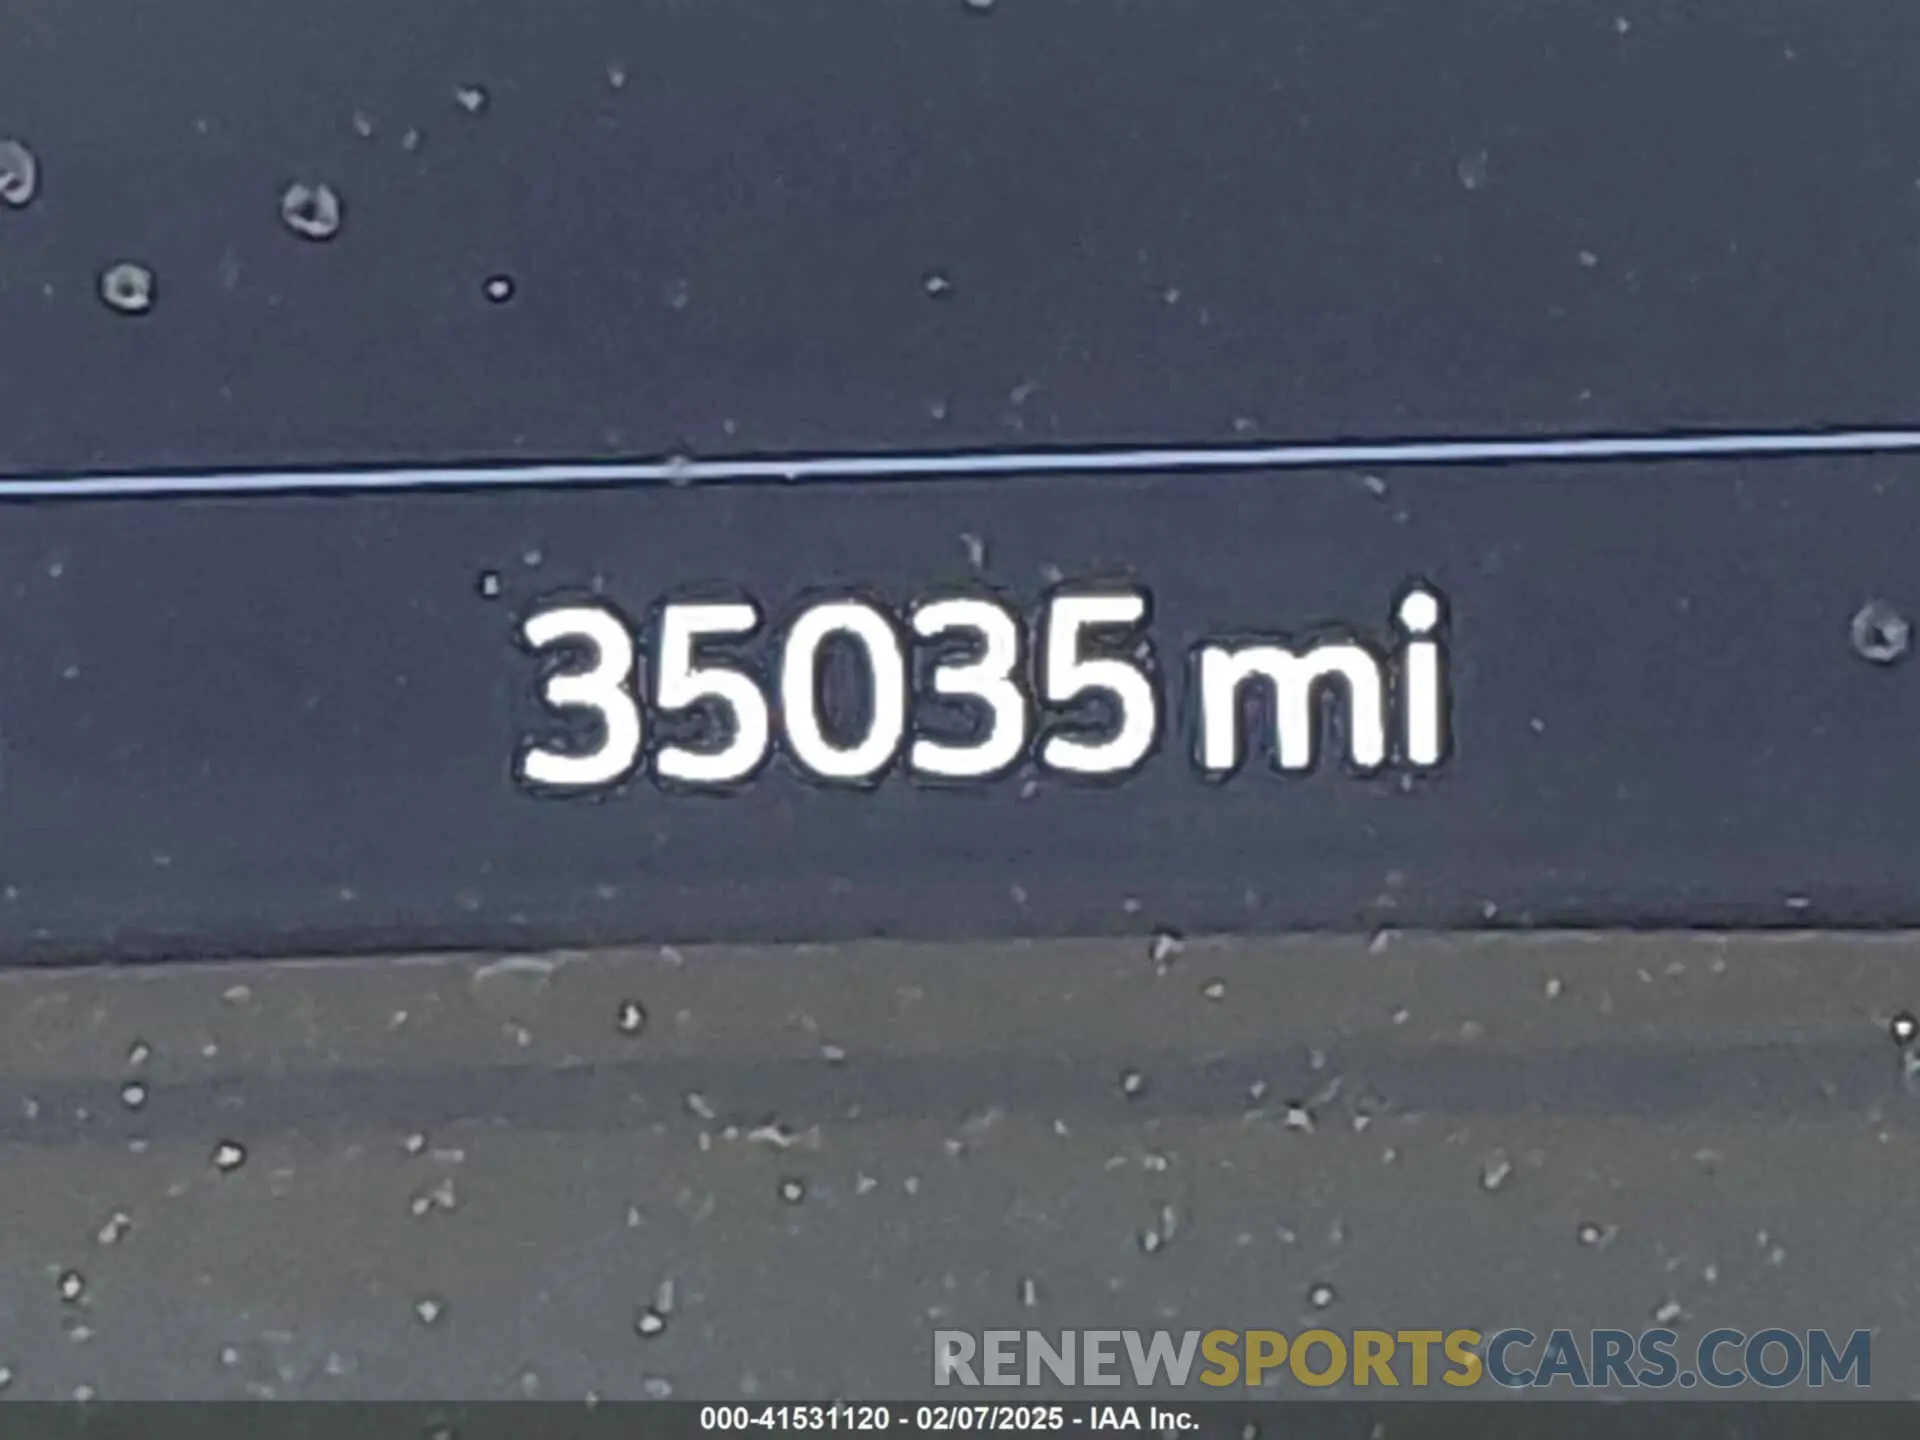 35035 mi
RENEWSPORTSCARS.COM
000-41531120 - 02/07/2025 - IAA Inc.